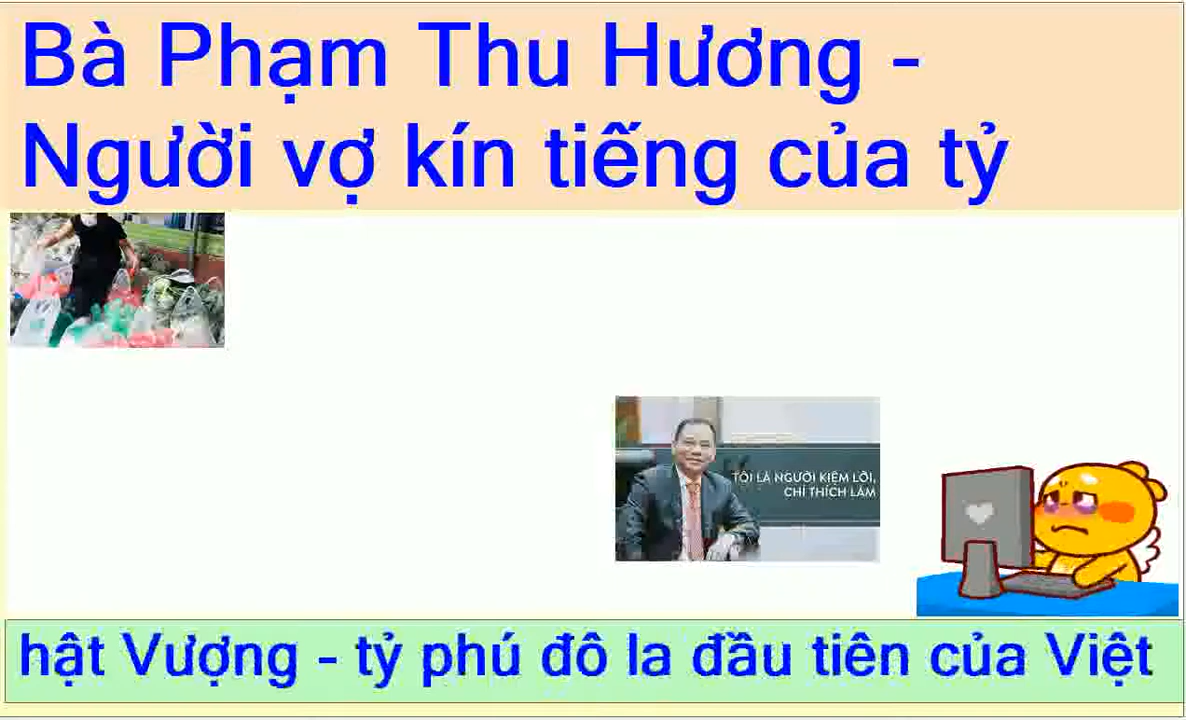 Bà Phạm Thu Hương -
Người vợ kín tiếng của tỷ
TÔI LÀ NGƯỜI KIỆM LỜI,
CHỈ THÍCH LÀM
hật Vượng - tỷ phú đô la đầu tiên của Việt